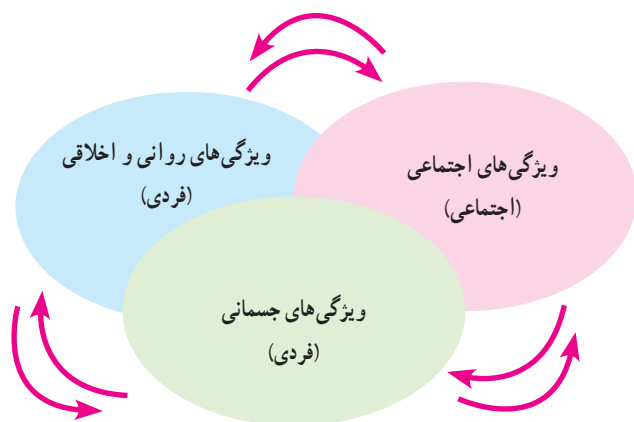 ویژگی‌های اجتماعی
(اجتماعی)
ویژگی‌های روانی و اخلاقی
(فردی)
ویژگی‌های جسمانی
(فردی)